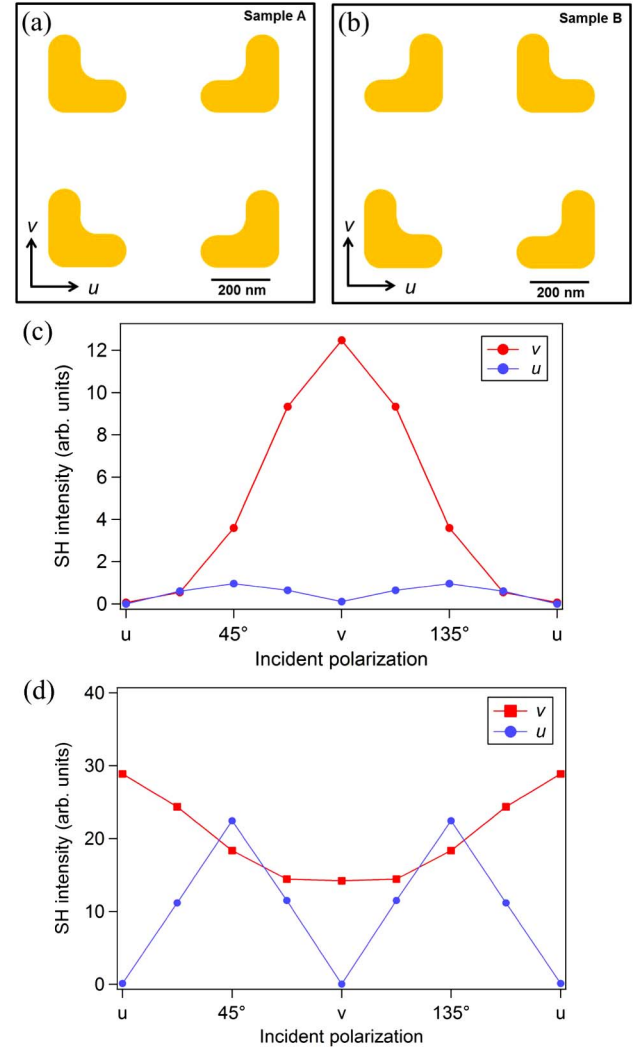 (a)
Sample A
v
u
200 nm
(b)
Sample B
v
u
200 nm
(c)
SH intensity (arb. units)
12
10
8
6
4
2
0
v
u
u
45°
v
135°
u
Incident polarization
(d)
SH intensity (arb. units)
40
30
20
10
0
v
u
u
45°
v
135°
u
Incident polarization